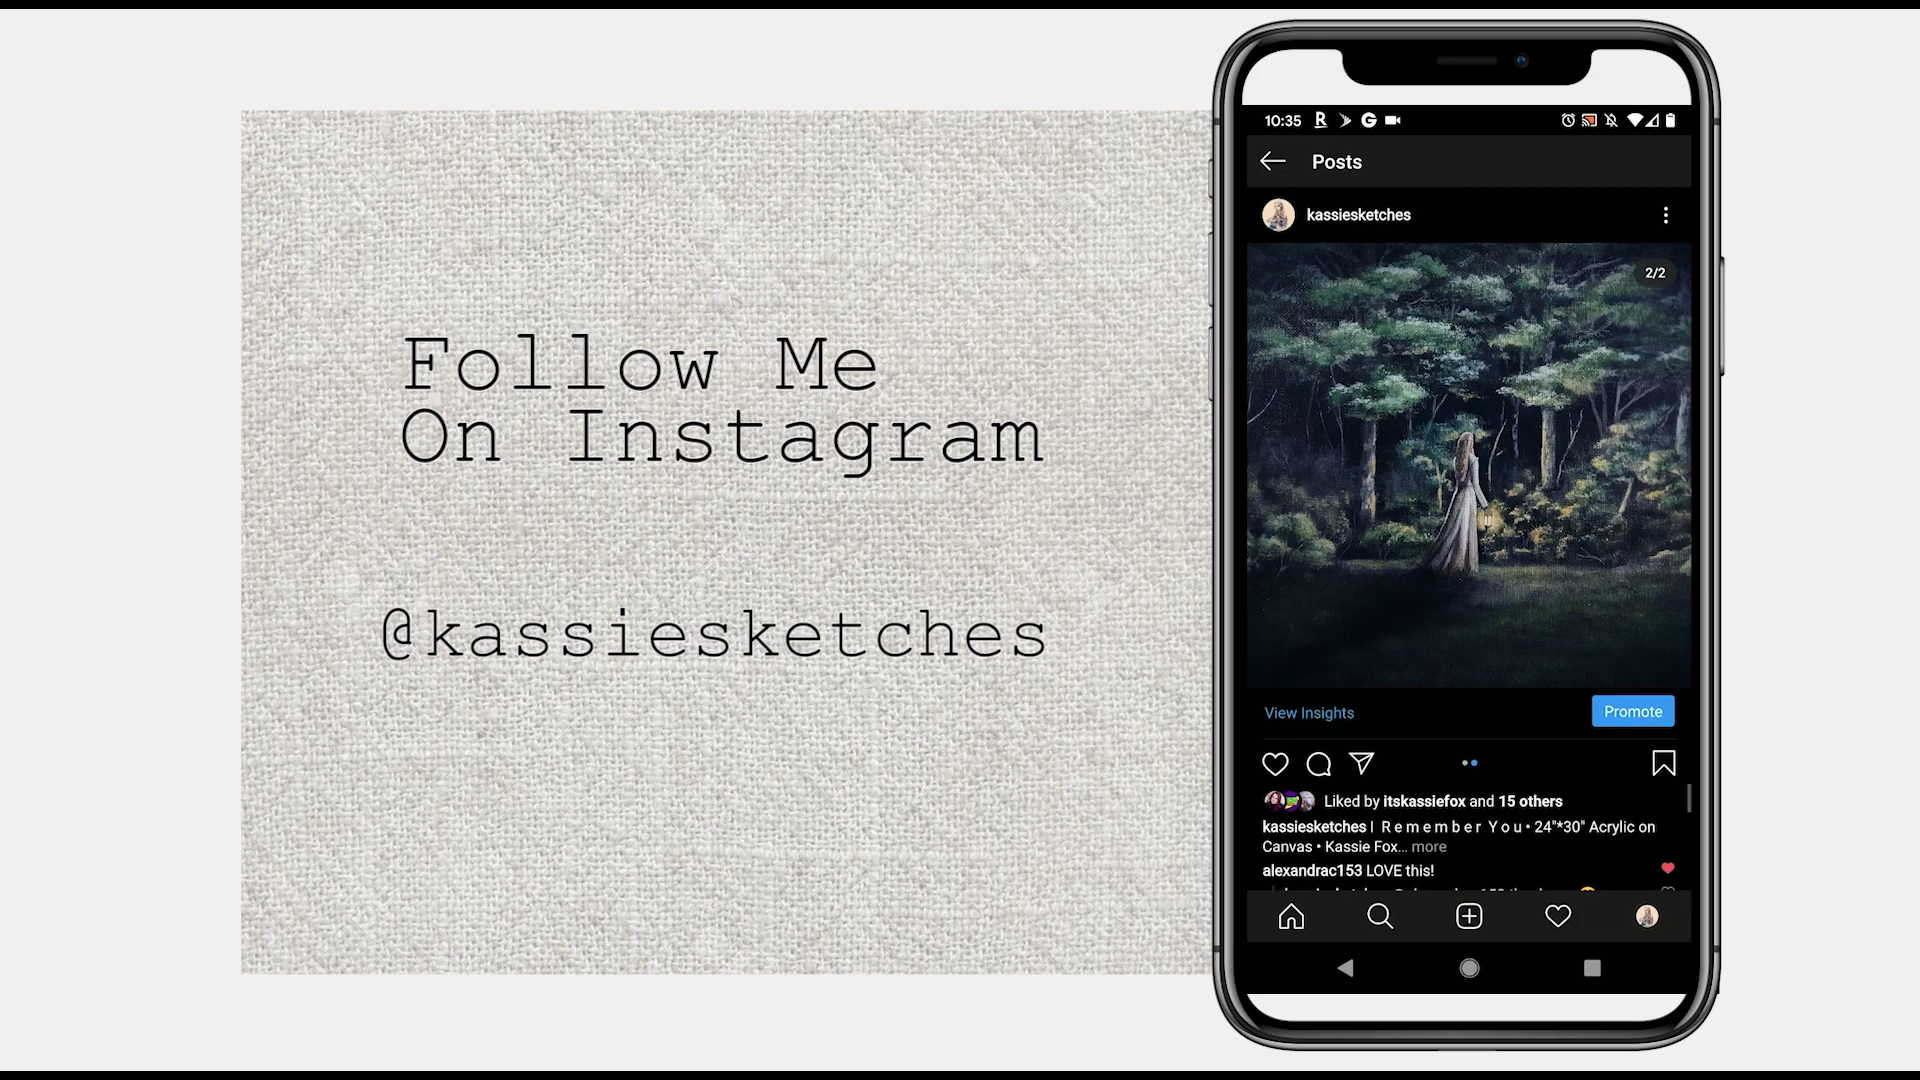 Follow Me
On Instagram
@kassiesketches
10:35
Posts
kassiesketches
2/2
View Insights
Promote
Liked by itskassiefox and 15 others
kassiesketches I R e m e m b e r Y o u • 24"*30" Acrylic on
Canvas • Kassie Fox... more
alexandrac153 LOVE this!